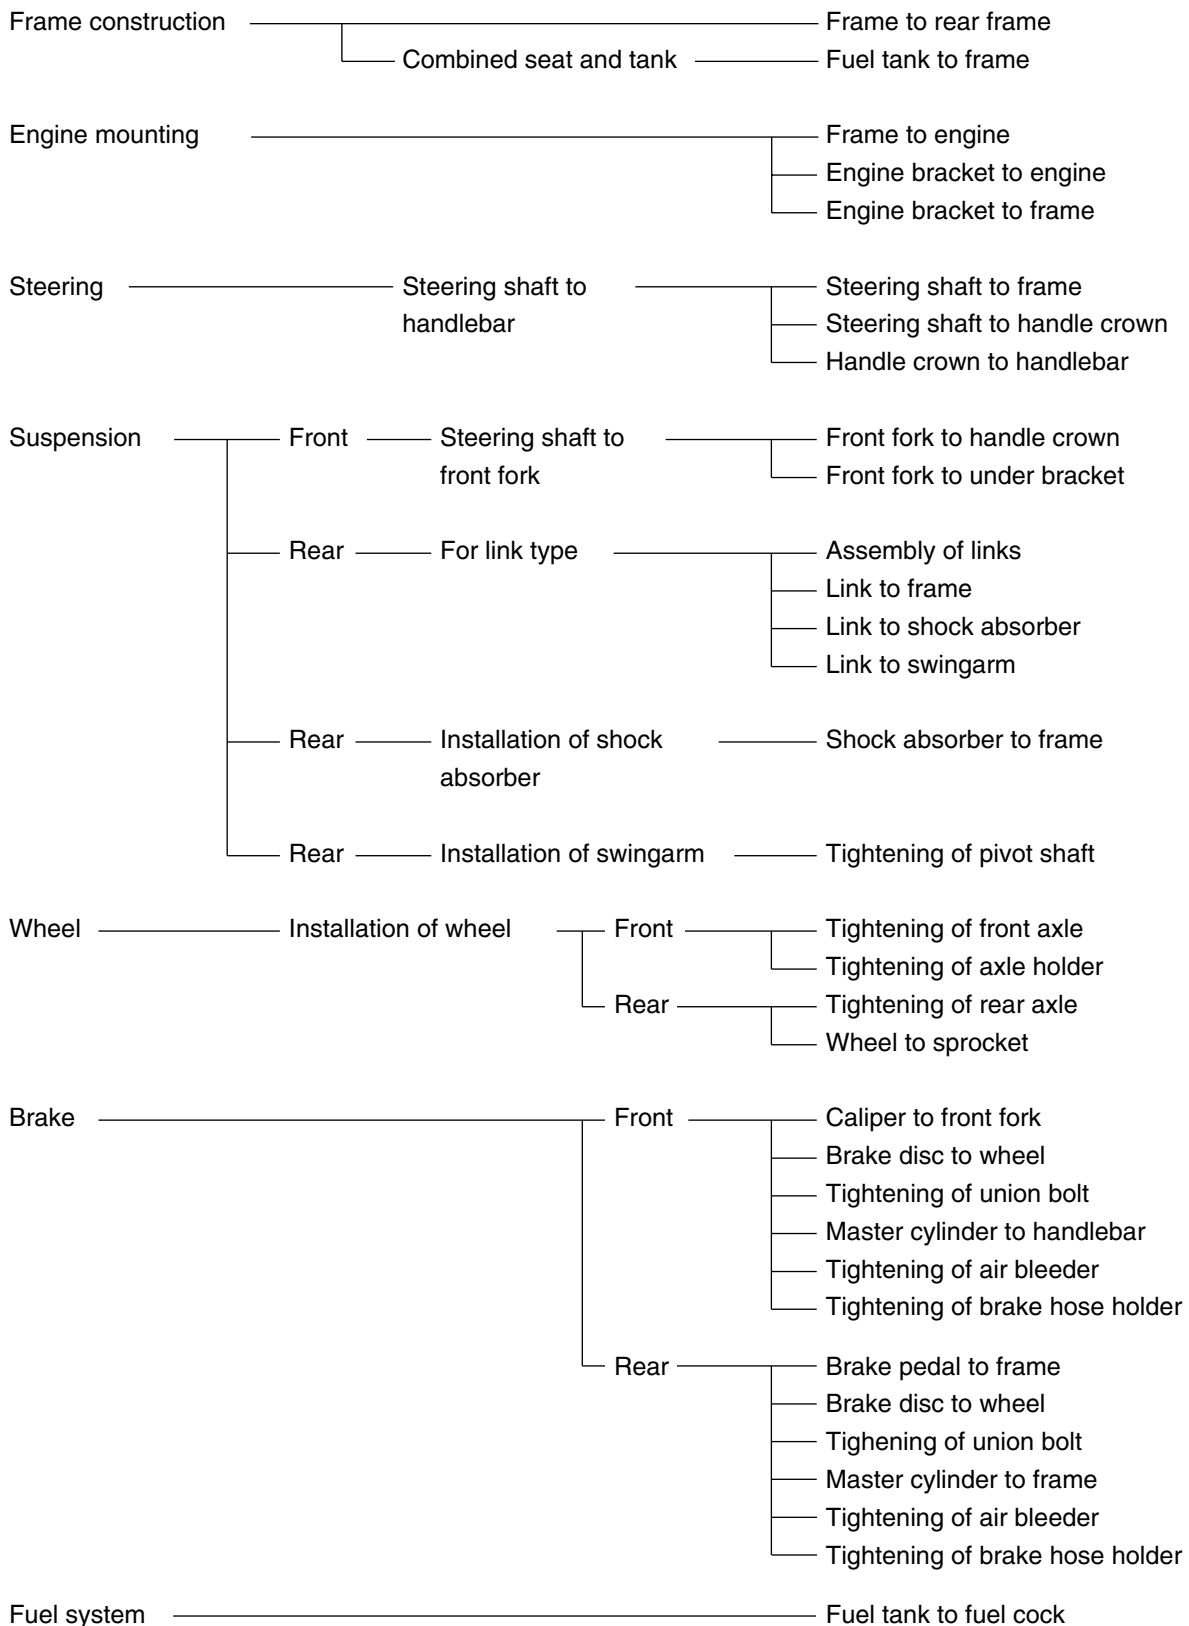 Frame construction Frame to rear frame
Combined seat and tank Fuel tank to frame
Engine mounting Frame to engine
Engine bracket to engine
Engine bracket to frame
Steering Steering shaft to Steering shaft to frame
handlebar Steering shaft to handle crown
Handle crown to handlebar
Suspension Front Steering shaft to Front fork to handle crown
front fork Front fork to under bracket
Rear For link type Assembly of links
Link to frame
Link to shock absorber
Link to swingarm
Rear Installation of shock Shock absorber to frame
absorber
Rear Installation of swingarm Tightening of pivot shaft
Wheel Installation of wheel Front Tightening of front axle
Tightening of axle holder
Rear Tightening of rear axle
Wheel to sprocket
Brake Front Caliper to front fork
Brake disc to wheel
Tightening of union bolt
Master cylinder to handlebar
Tightening of air bleeder
Tightening of brake hose holder
Rear Brake pedal to frame
Brake disc to wheel
Tighening of union bolt
Master cylinder to frame
Tightening of air bleeder
Tightening of brake hose holder
Fuel system Fuel tank to fuel cock